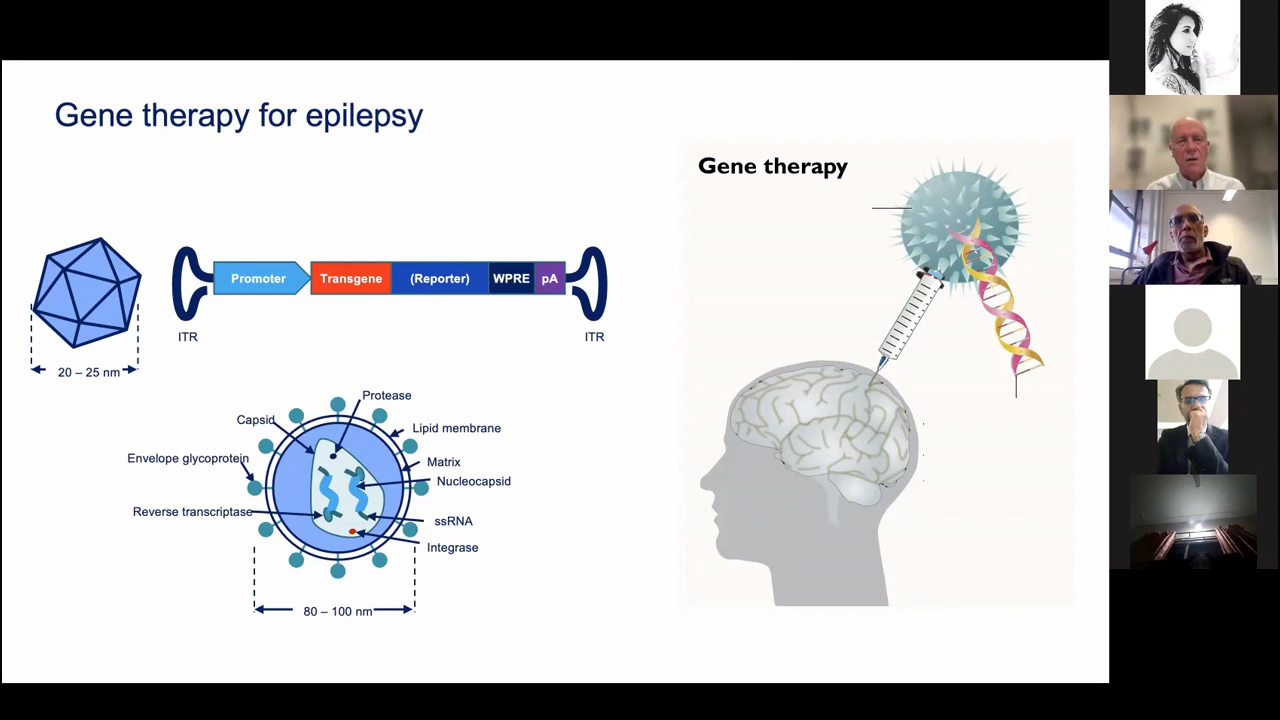 Gene therapy for epilepsy
Gene therapy
Promoter
Transgene
(Reporter)
WPRE
pA
ITR
ITR
20 – 25 nm
Protease
Capsid
Lipid membrane
Envelope glycoprotein
Matrix
Nucleocapsid
Reverse transcriptase
ssRNA
Integrase
80 – 100 nm